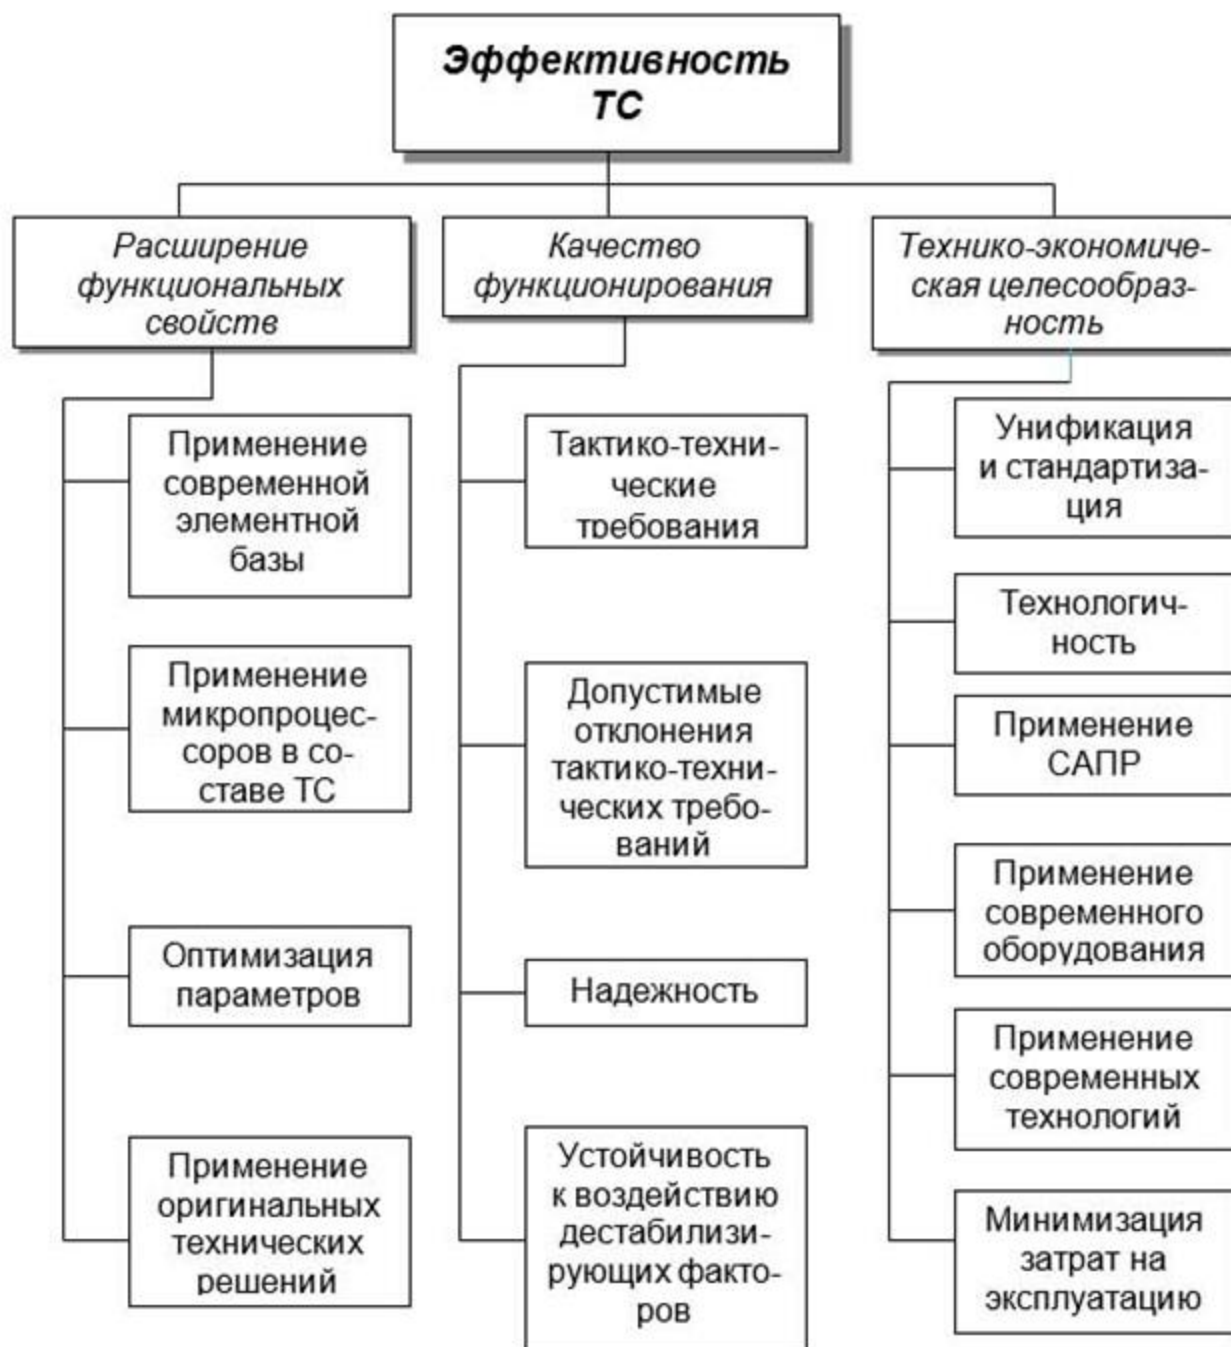 Эффективность
ТС
Расширение
функциональных
свойств
Применение
современной
элементной
базы
Применение
микропроцес-
соров в со-
ставе ТС
Оптимизация
параметров
Применение
оригинальных
технических
решений
Качество
функционирования
Тактико-техни-
ческие
требования
Допустимые
отклонения
тактико-техни-
ческих требо-
ваний
Надежность
Устойчивость
к воздействию
дестабилизи-
рующих факто-
ров
Технико-экономиче-
ская целесообраз-
ность
Унификация
и стандартиза-
ция
Технологич-
ность
Применение
САПР
Применение
современного
оборудования
Применение
современных
технологий
Минимизация
затрат на
эксплуатацию